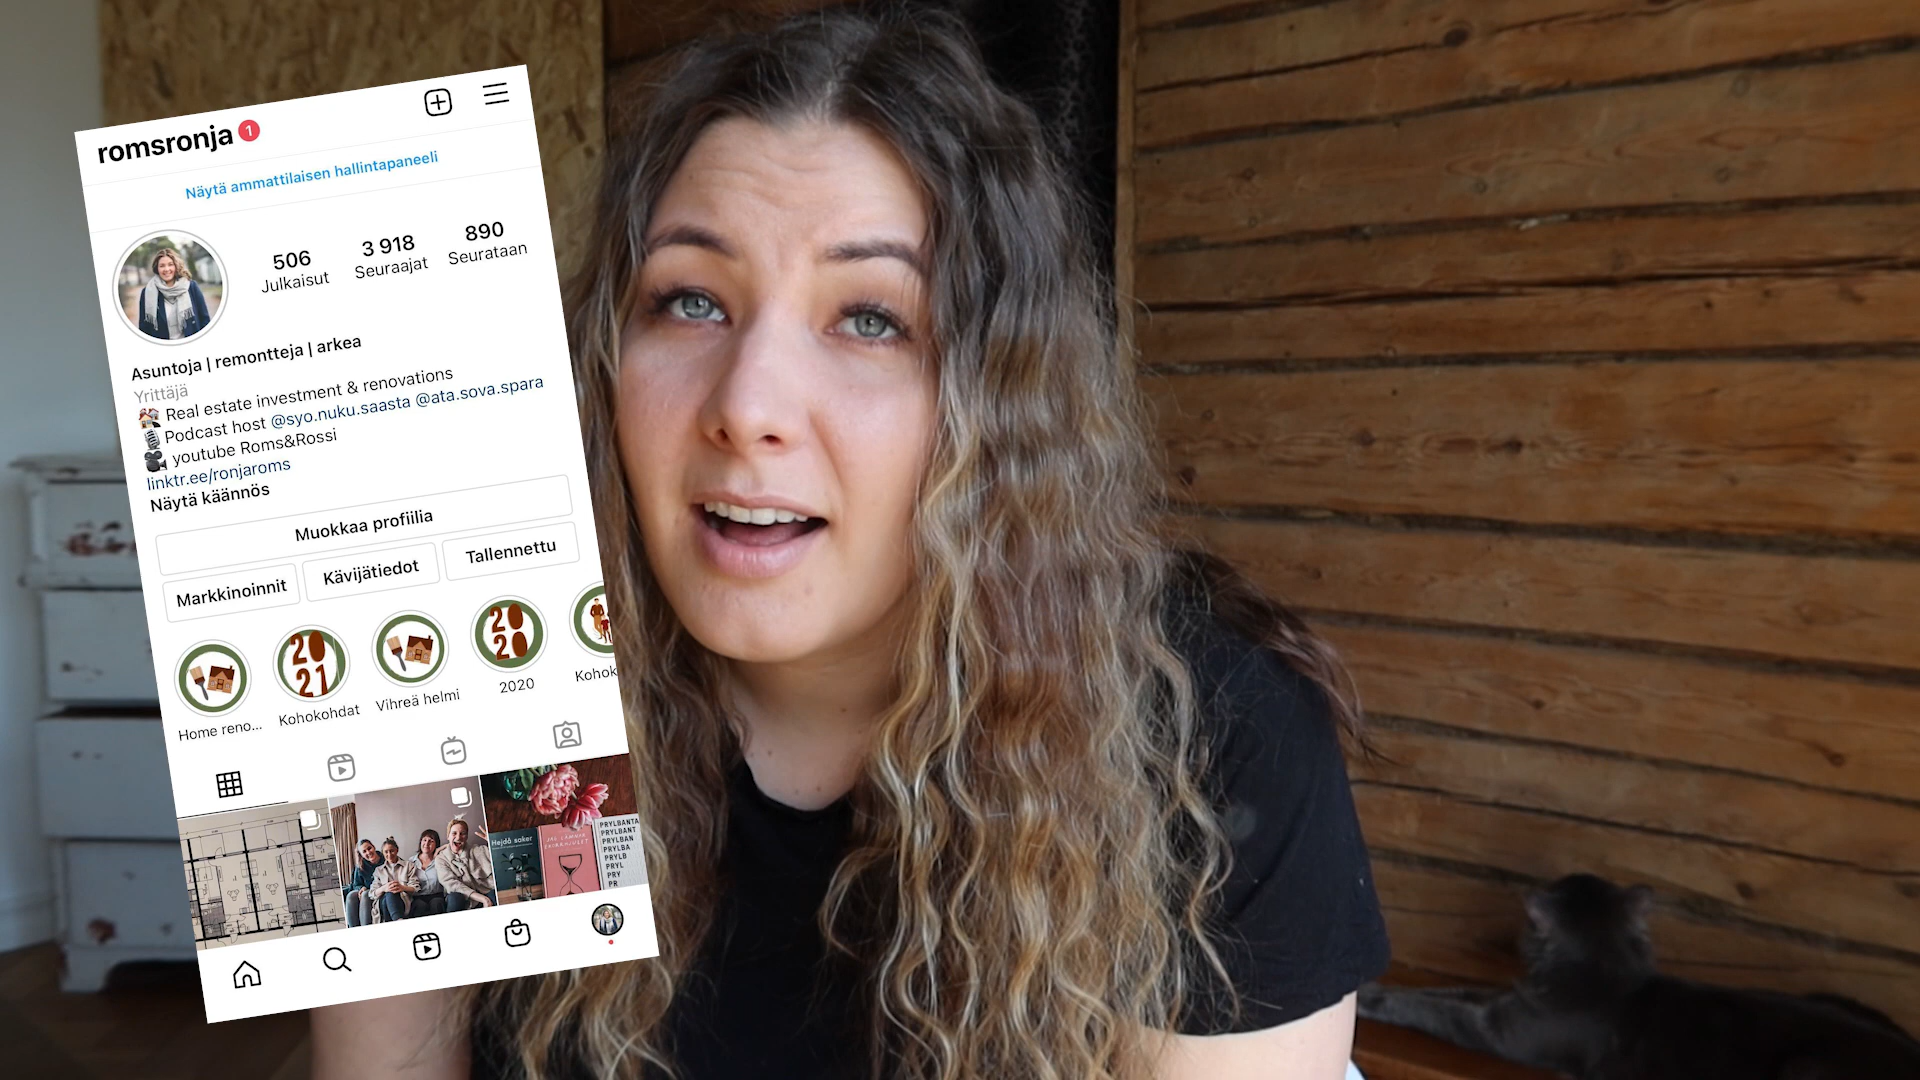 romsronja 1
Näytä ammattilaisen hallintapaneeli
506 3 918 890
Julkaisut Seuraajat Seurataan
Asuntoja | remontteja | arkea
Yrittäjä
Real estate investment & renovations
Podcast host @syo.nuku.saasta @ata.sova.spara
youtube Roms&Rossi
linktr.ee/ronjaroms
Näytä käännös
Muokkaa profiilia
Markkinoinnit Kävijätiedot Tallennettu
20
21
20
20
Home reno... Kohokohdat Vihreä helmi 2020 Kohok
Hejdå saker
PRYLBANTA
PRYLBANT
PRYLBAN
PRYLBA
PRYLB
PRYL
PRY
PR